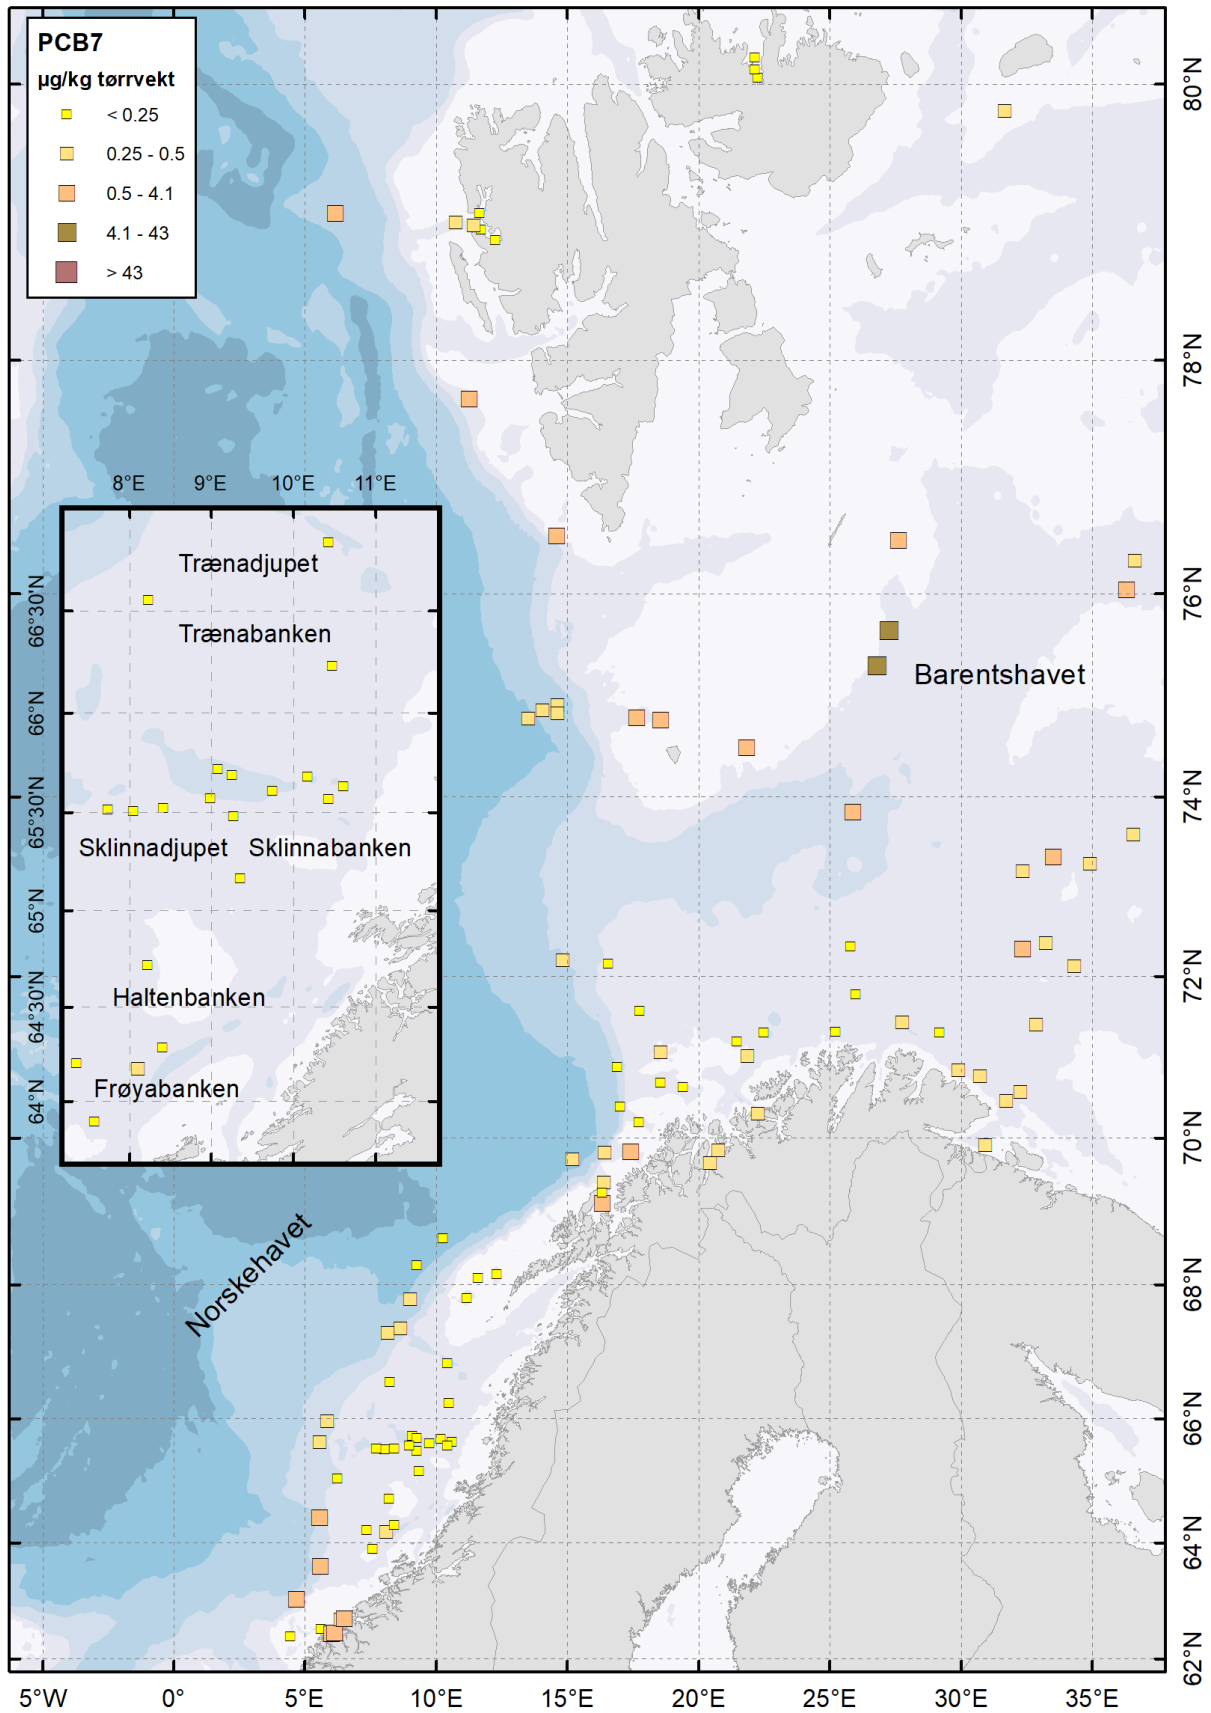 PCB7
µg/kg tørrvekt
< 0.25
0.25 - 0.5
0.5 - 4.1
4.1 - 43
> 43
80°N
78°N
76°N
74°N
72°N
70°N
68°N
66°N
64°N
62°N
8°E 9°E 10°E 11°E
Trænadjupet
66°30'N
Trænabanken
66°N
65°30'N
Sklinnadjupet Sklinnabanken
65°N
64°30'N
Haltenbanken
Frøyabanken
64°N
Barentshavet
Norskehavet
5°W 0° 5°E 10°E 15°E 20°E 25°E 30°E 35°E